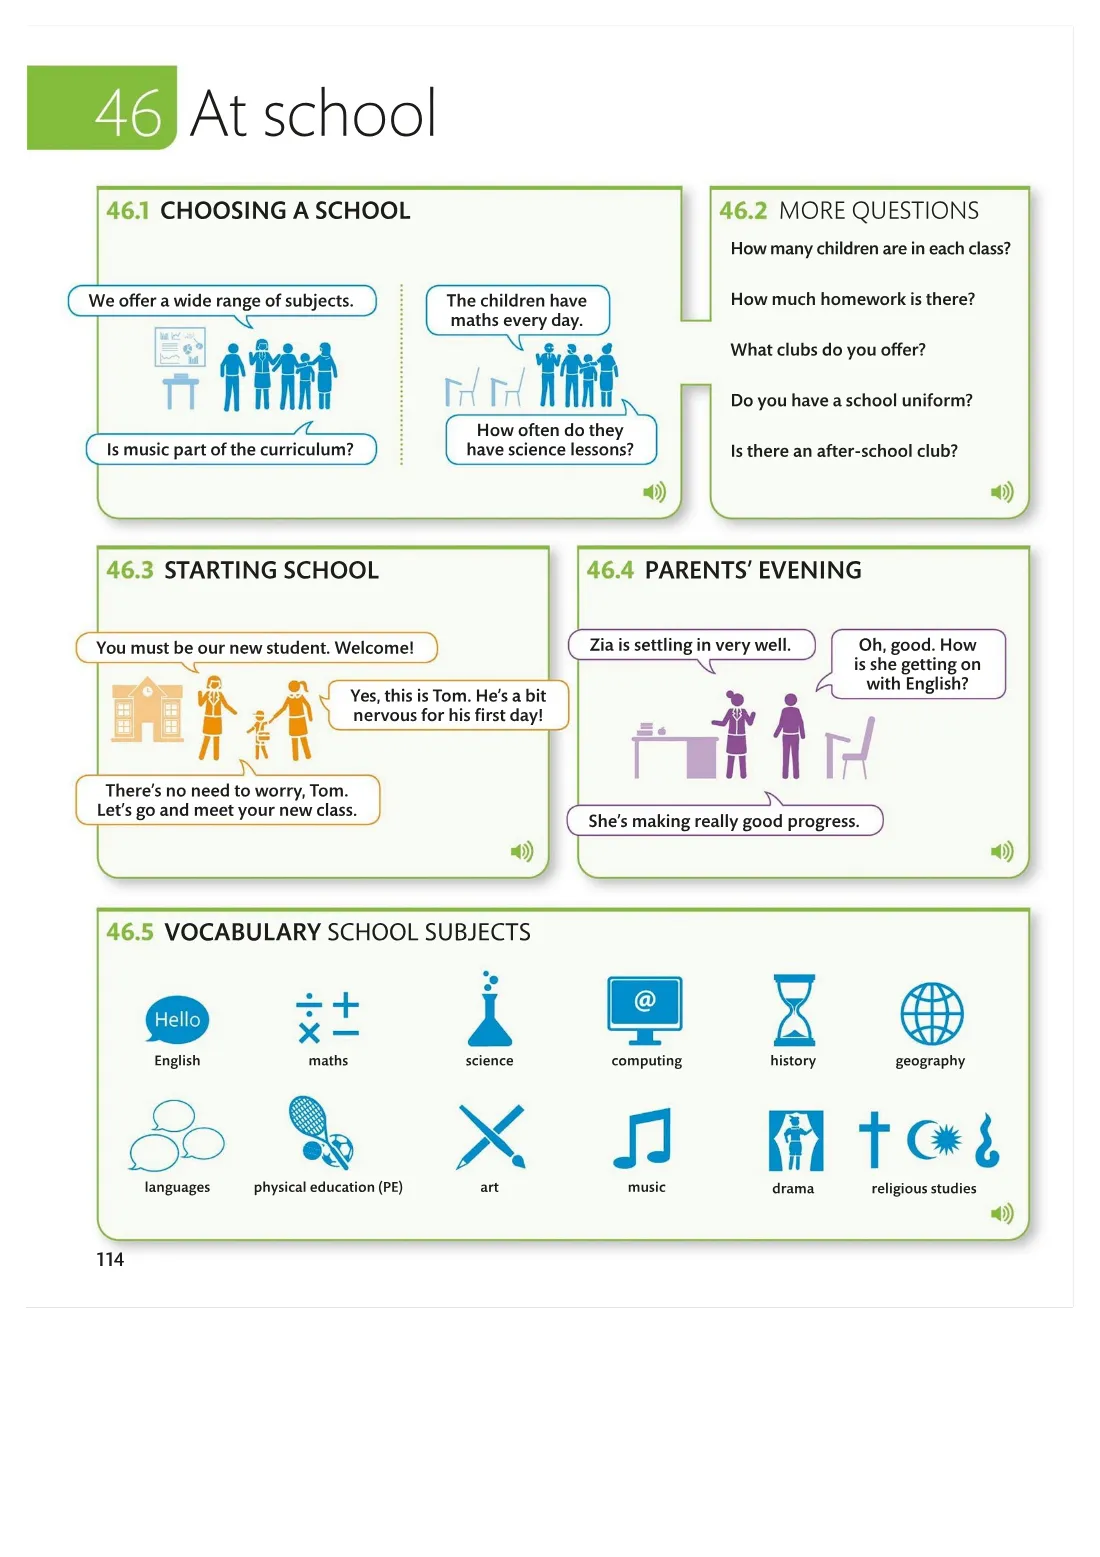 46 At school
46.1 CHOOSING A SCHOOL
We offer a wide range of subjects.
Is music part of the curriculum?
The children have
maths every day.
How often do they
have science lessons?
46.2 MORE QUESTIONS
How many children are in each class?
How much homework is there?
What clubs do you offer?
Do you have a school uniform?
Is there an after-school club?
46.3 STARTING SCHOOL
You must be our new student. Welcome!
Yes, this is Tom. He's a bit
nervous for his first day!
There's no need to worry, Tom.
Let's go and meet your new class.
46.4 PARENTS' EVENING
Zia is settling in very well.
Oh, good. How
is she getting on
with English?
She's making really good progress.
46.5 VOCABULARY SCHOOL SUBJECTS
Hello
@
English
maths
science
computing
history
geography
languages
physical education (PE)
art
music
drama
religious studies
114